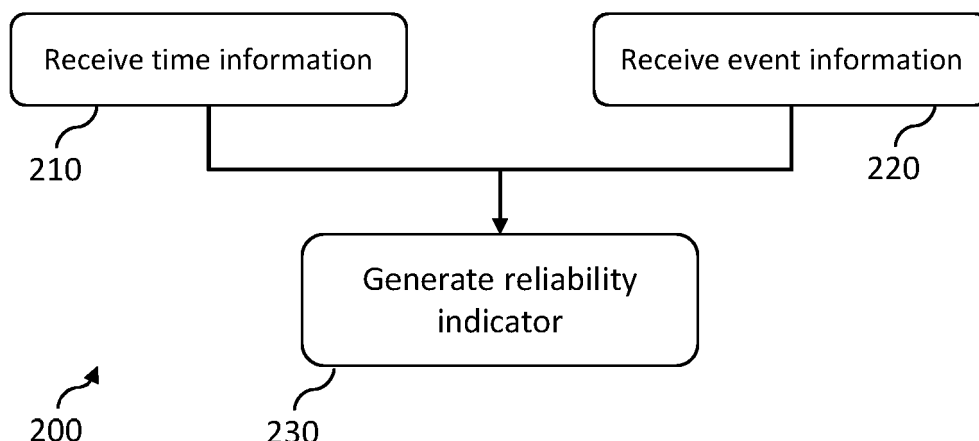 Receive time information
Receive event information
210
220
Generate reliability
indicator
200
230